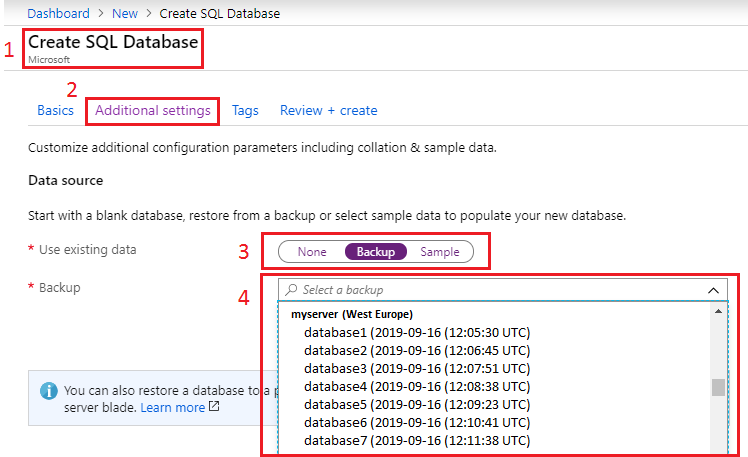 Dashboard > New > Create SQL Database
1
Create SQL Database
Microsoft
2
Basics Additional settings Tags Review + create
Customize additional configuration parameters including collation & sample data.
Data source
Start with a blank database, restore from a backup or select sample data to populate your new database.
* Use existing data
3
None Backup Sample
* Backup
4
Select a backup
myserver (West Europe)
database1 (2019-09-16 (12:05:30 UTC)
database2 (2019-09-16 (12:06:45 UTC)
database3 (2019-09-16 (12:07:51 UTC)
database4 (2019-09-16 (12:08:38 UTC)
database5 (2019-09-16 (12:09:23 UTC)
database6 (2019-09-16 (12:10:41 UTC)
database7 (2019-09-16 (12:11:38 UTC)
You can also restore a database to a
server blade. Learn more